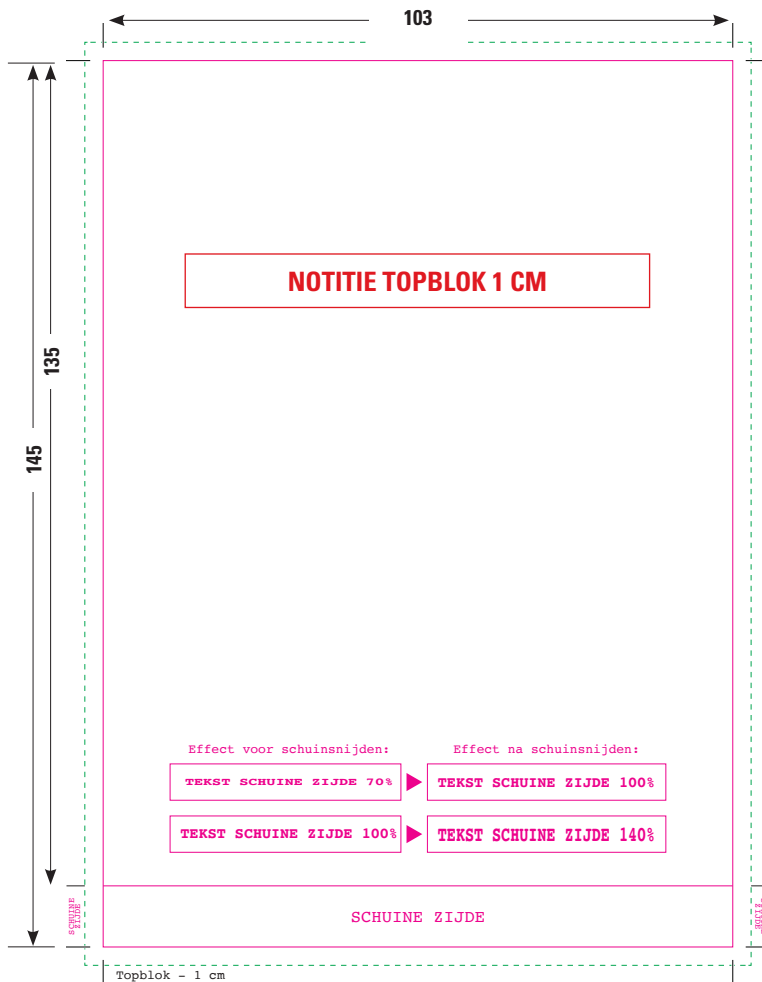 103
NOTITIE TOPBLOK 1 CM
135
145
Effect voor schuinsnijden:
Effect na schuinsnijden:
TEKST SCHUINE ZIJDE 70%
TEKST SCHUINE ZIJDE 100%
TEKST SCHUINE ZIJDE 100%
TEKST SCHUINE ZIJDE 140%
SCHUINE
ZIJDE
SCHUINE ZIJDE
ZIJDE
Topblok - 1 cm